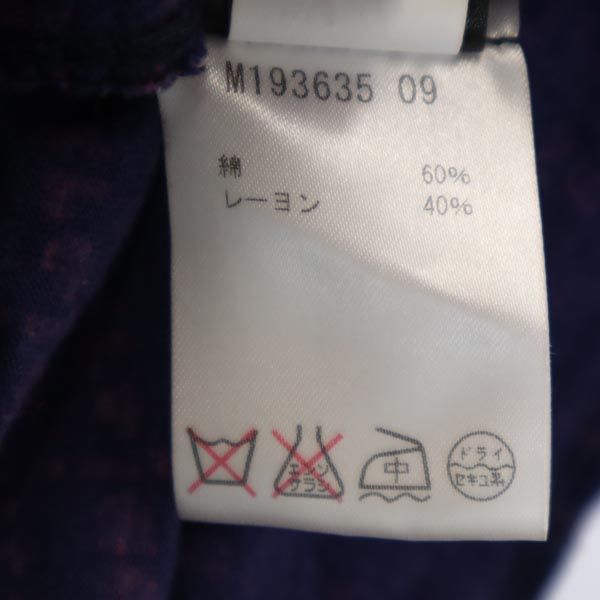 M193635 09
綿 60%
レーヨン 40%
エンソ
サラシ
中
ドライ
セキユ系